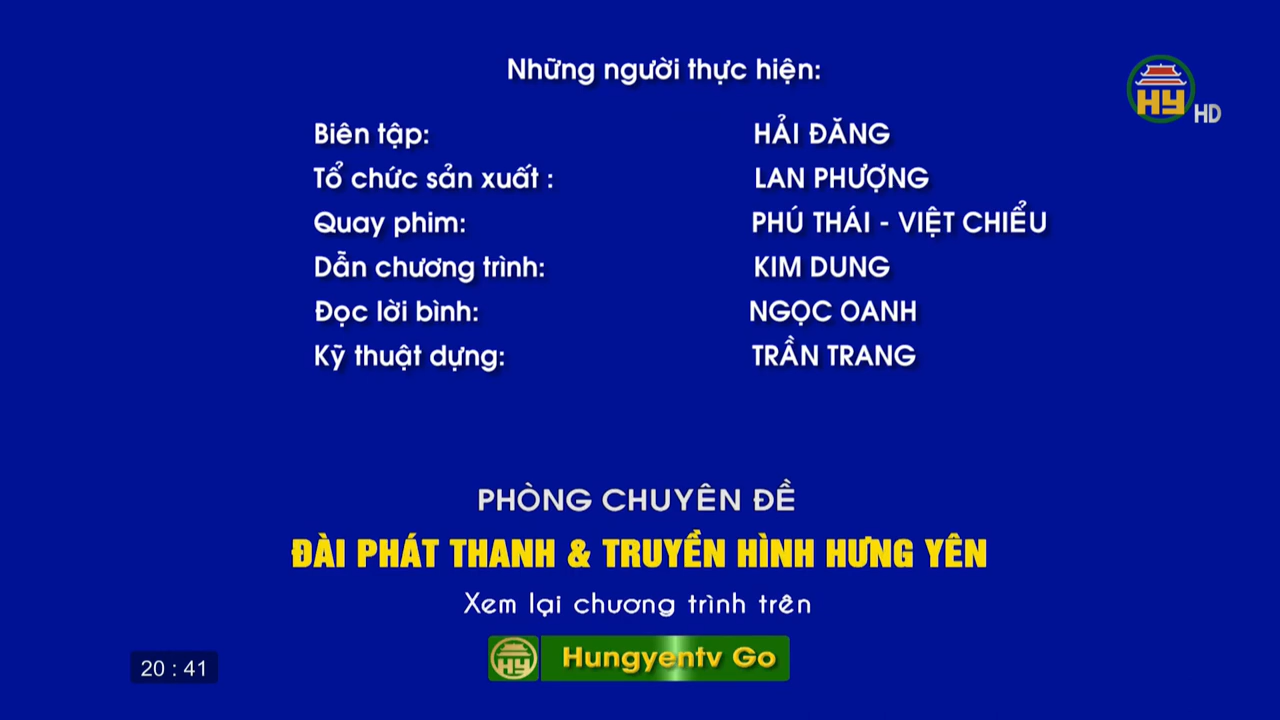 Những người thực hiện:
HY HD
Biên tập: HẢI ĐĂNG
Tổ chức sản xuất : LAN PHƯỢNG
Quay phim: PHÚ THÁI - VIỆT CHIỂU
Dẫn chương trình: KIM DUNG
Đọc lời bình: NGỌC OANH
Kỹ thuật dựng: TRẦN TRANG
PHÒNG CHUYÊN ĐỀ
ĐÀI PHÁT THANH & TRUYỀN HÌNH HƯNG YÊN
Xem lại chương trình trên
HY Hungyentv Go
20 : 41